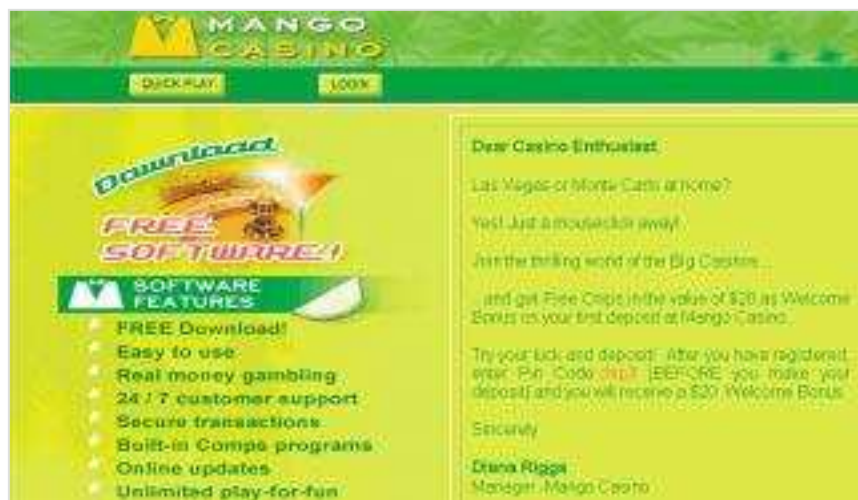 MANGO
CASINO
QUICK PLAY
LOGIN
Download
FREE
SOFTWARE!
SOFTWARE
FEATURES
FREE Download!
Easy to use
Real money gambling
24 / 7 customer support
Secure transactions
Built-in Comps programs
Online updates
Unlimited play-for-fun
Dear Casino Enthusiast
Las Vegas or Monte Carlo at home?
Yes! Just a mouseclick away!
Join the thrilling world of the Big Casinos...
...and get Free Chips in the value of $20 as Welcome
Bonus on your first deposit at Mango Casino.
Try your luck and deposit! After you have registered,
enter Pin Code [BEFORE you make your
deposit] and you will receive a $20 Welcome Bonus.
Sincerely
Diana Riggs
Manager -Mango Casino